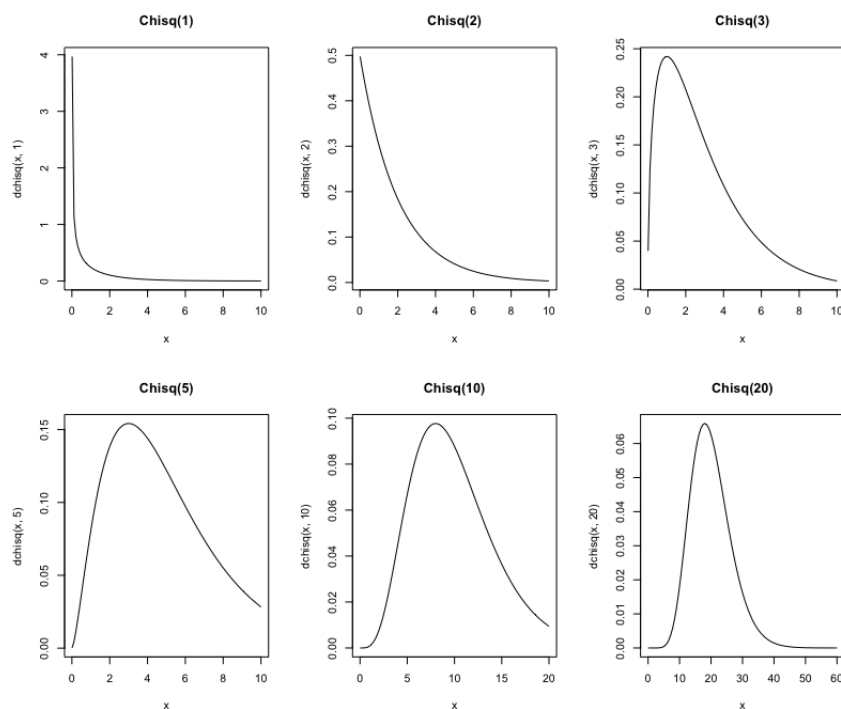 Chisq(1)
dchisq(x, 1)
4
3
2
1
0
0 2 4 6 8 10
x
Chisq(2)
dchisq(x, 2)
0.5
0.4
0.3
0.2
0.1
0.0
0 2 4 6 8 10
x
Chisq(3)
dchisq(x, 3)
0.25
0.20
0.15
0.10
0.05
0.00
0 2 4 6 8 10
x
Chisq(5)
dchisq(x, 5)
0.15
0.10
0.05
0.00
0 2 4 6 8 10
x
Chisq(10)
dchisq(x, 10)
0.10
0.08
0.06
0.04
0.02
0.00
0 5 10 15 20
x
Chisq(20)
dchisq(x, 20)
0.06
0.05
0.04
0.03
0.02
0.01
0.00
0 10 20 30 40 50 60
x